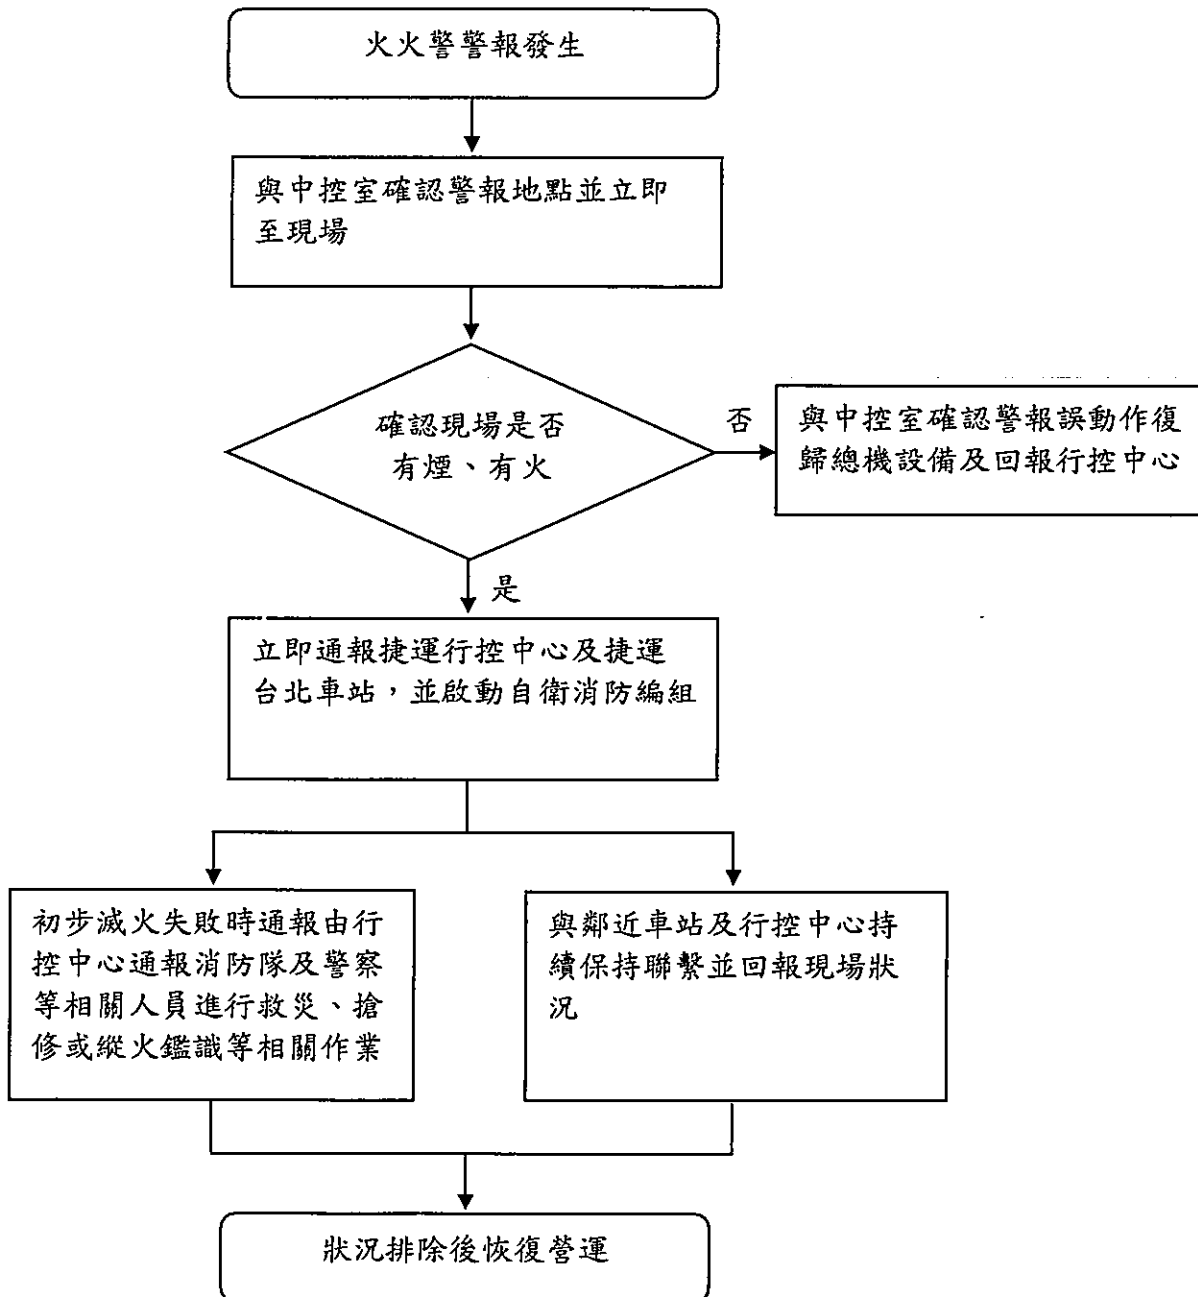 火火警警報發生
與中控室確認警報地點並立即
至現場
確認現場是否
有煙、有火
否
與中控室確認警報誤動作復
歸總機設備及回報行控中心
是
立即通報捷運行控中心及捷運
台北車站，並啟動自衛消防編組
初步滅火失敗時通報由行
控中心通報消防隊及警察
等相關人員進行救災、搶
修或縱火鑑識等相關作業
與鄰近車站及行控中心持
續保持聯繫並回報現場狀
況
狀況排除後恢復營運